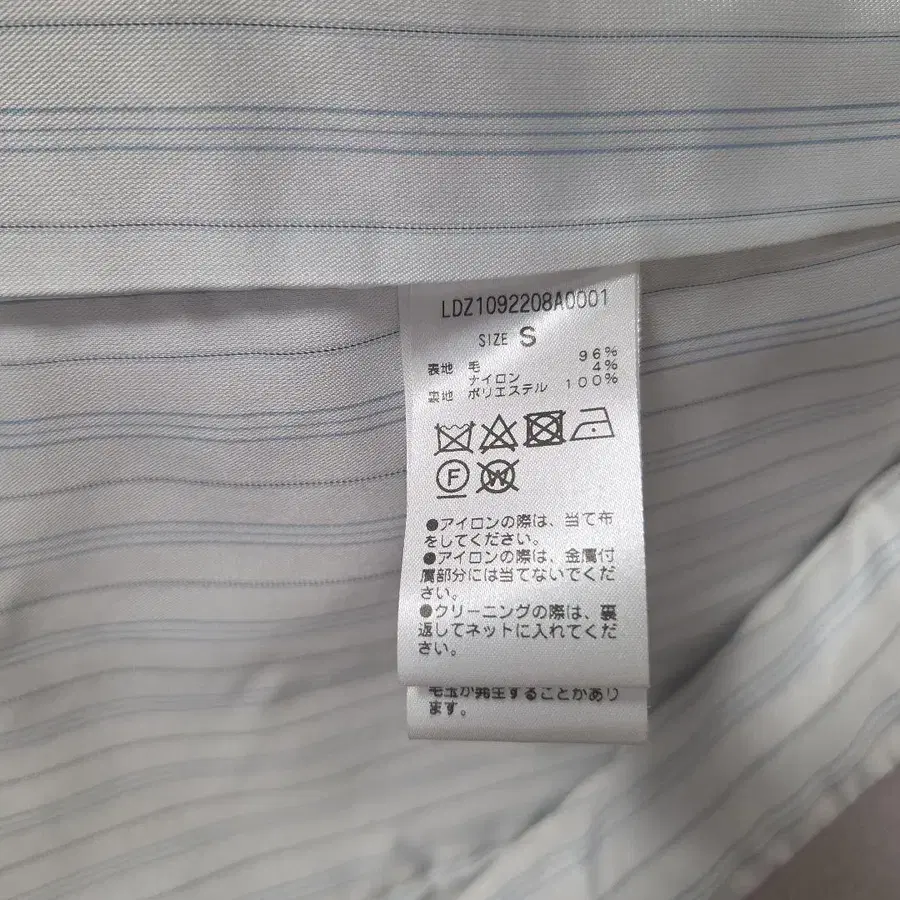 LDZ1092208A0001
SIZE S
表地 毛 96%
ナイロン 4%
裏地 ポリエステル 100%
F W
●アイロンの際は、当て布
をしてください。
●アイロンの際は、金属付
属部分には当てないでくだ
さい。
●クリーニングの際は、裏
返してネットに入れてくだ
さい。
毛玉が発生することがあり
ます。